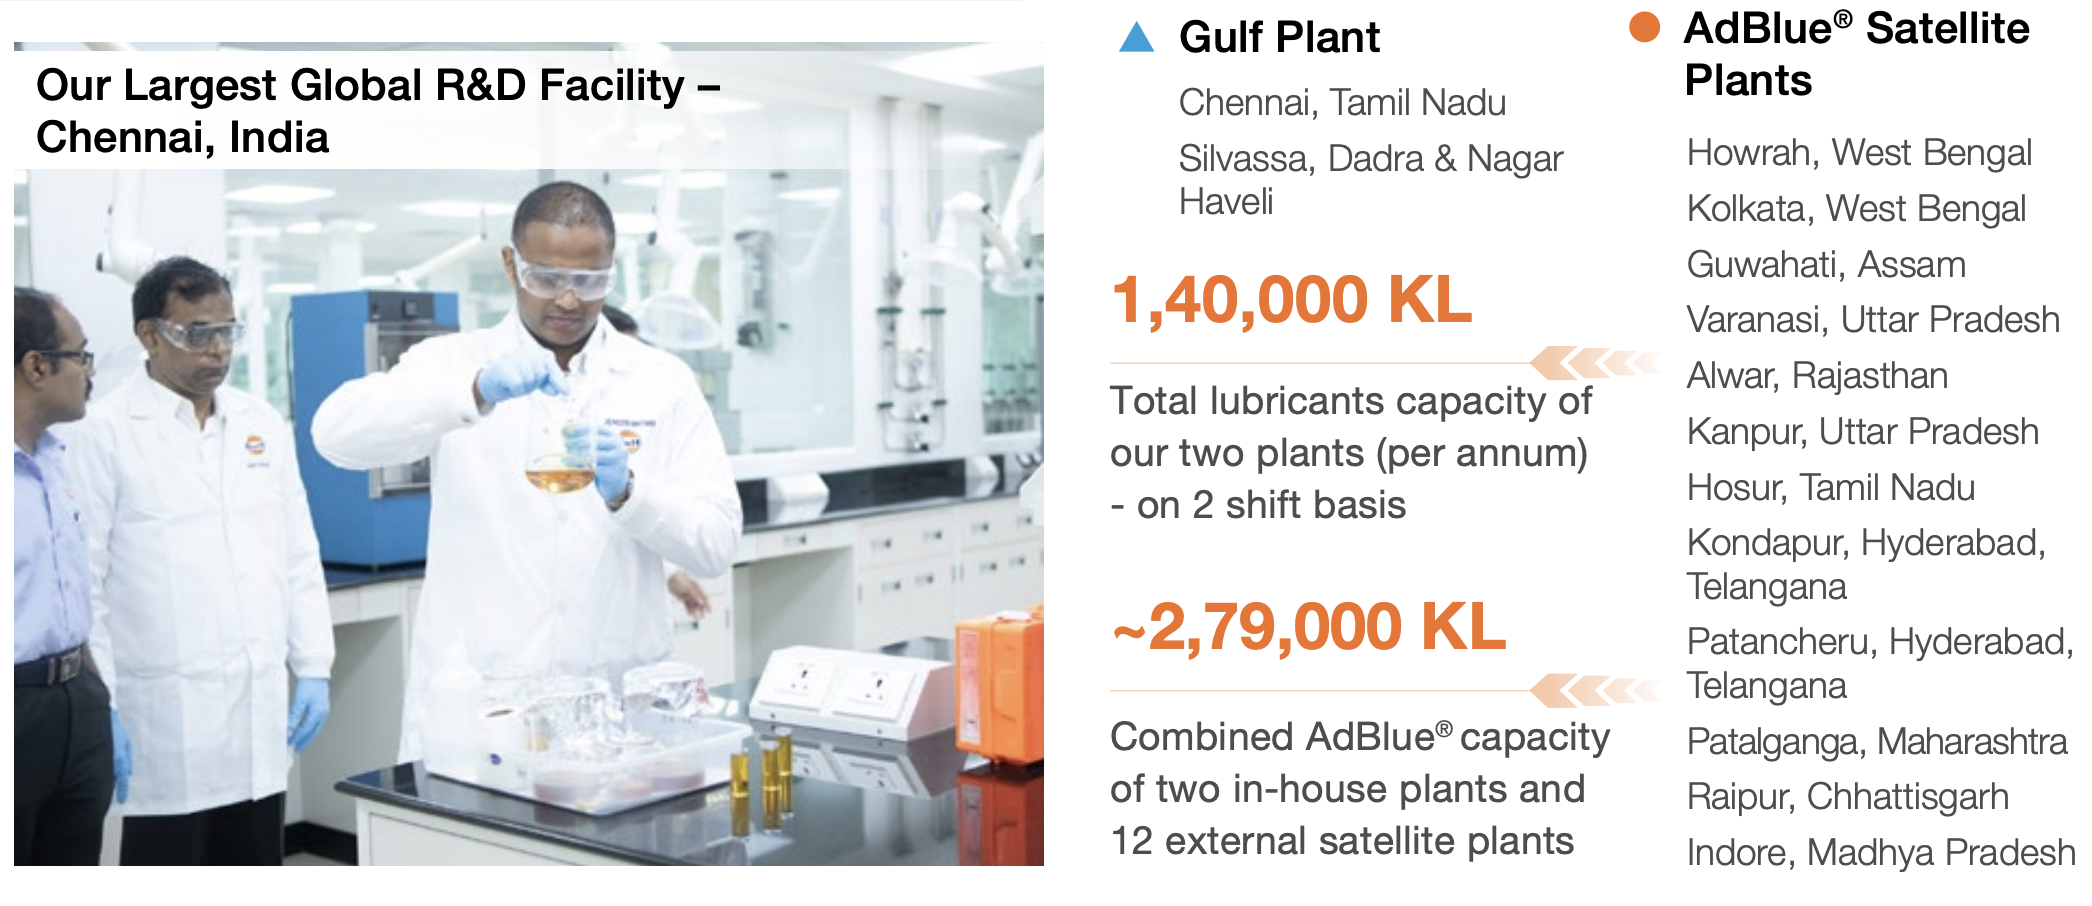 Our Largest Global R&D Facility –
Chennai, India
Gulf Plant
Chennai, Tamil Nadu
Silvassa, Dadra & Nagar
Haveli
1,40,000 KL
Total lubricants capacity of
our two plants (per annum)
- on 2 shift basis
~2,79,000 KL
Combined AdBlue® capacity
of two in-house plants and
12 external satellite plants
AdBlue® Satellite
Plants
Howrah, West Bengal
Kolkata, West Bengal
Guwahati, Assam
Varanasi, Uttar Pradesh
Alwar, Rajasthan
Kanpur, Uttar Pradesh
Hosur, Tamil Nadu
Kondapur, Hyderabad,
Telangana
Patancheru, Hyderabad,
Telangana
Patalganga, Maharashtra
Raipur, Chhattisgarh
Indore, Madhya Pradesh